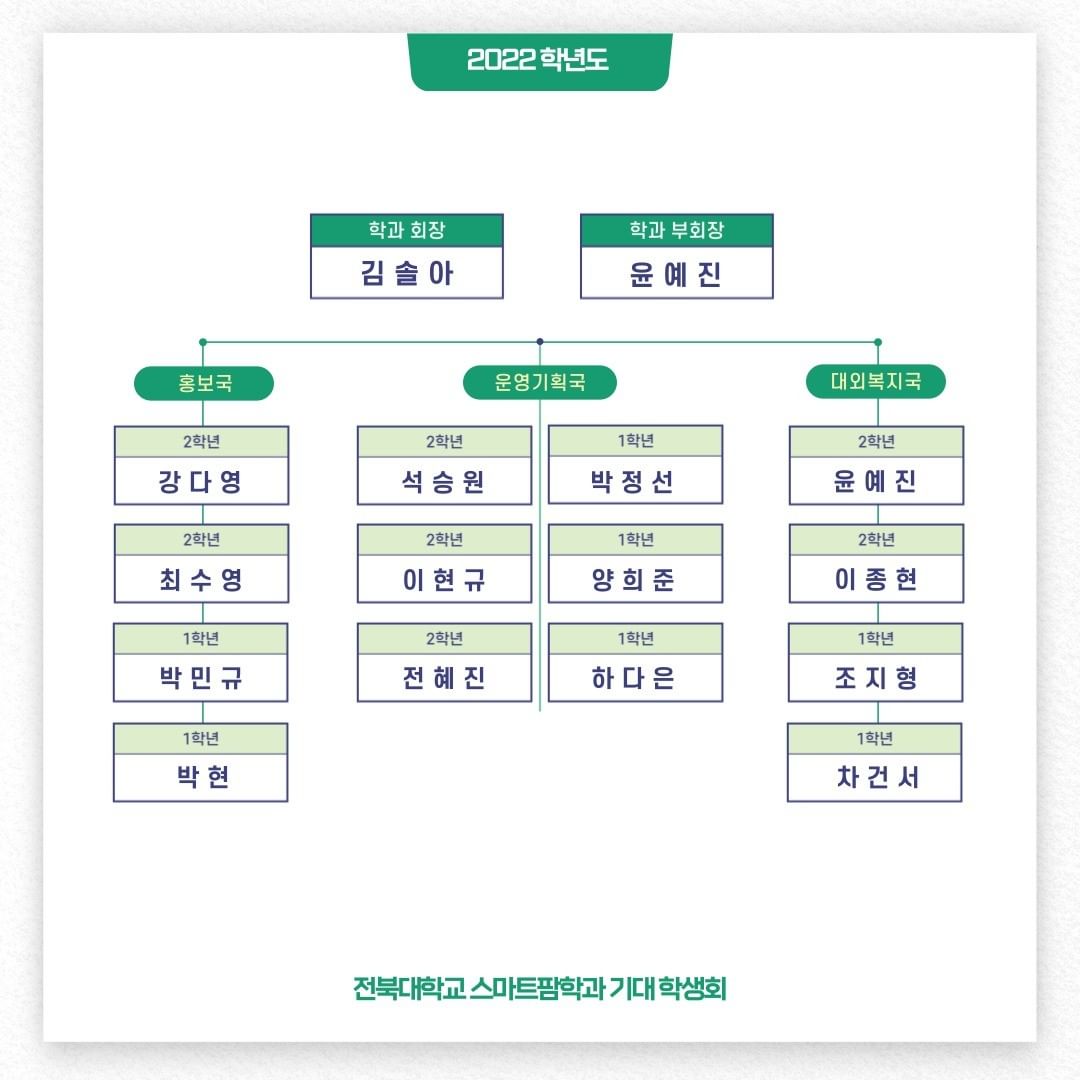 2022 학년도
학과 회장
김솔아
학과 부회장
윤예진
홍보국
2학년
강다영
2학년
최수영
1학년
박민규
1학년
박현
운영기획국
2학년
석승원
2학년
이현규
2학년
전혜진
1학년
박정선
1학년
양희준
1학년
하다은
대외복지국
2학년
윤예진
2학년
이종현
1학년
조지형
1학년
차건서
전북대학교 스마트팜학과 기대 학생회